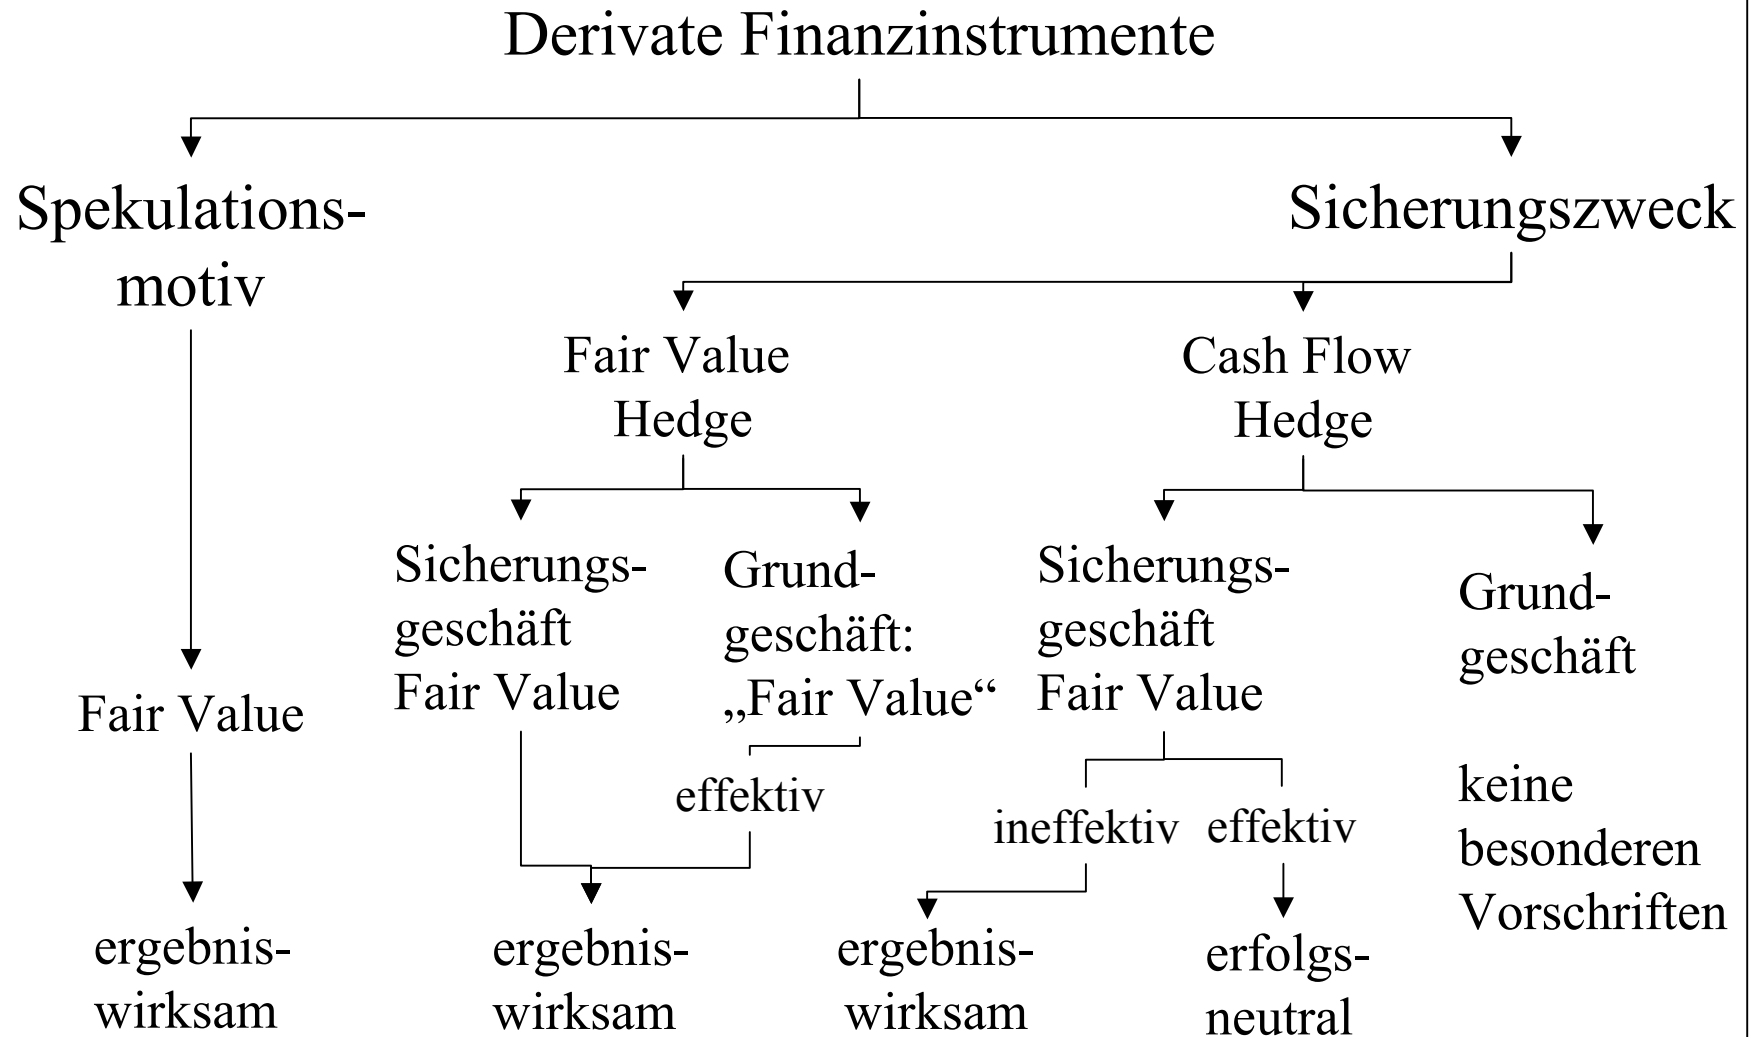 Derivate Finanzinstrumente
Spekulations-
motiv
Sicherungszweck
Fair Value
Hedge
Cash Flow
Hedge
Sicherungs-
geschäft
Fair Value
Grund-
geschäft:
„Fair Value“
Sicherungs-
geschäft
Fair Value
Grund-
geschäft
keine
besonderen
Vorschriften
Fair Value
effektiv
ineffektiv
effektiv
ergebnis-
wirksam
ergebnis-
wirksam
ergebnis-
wirksam
erfolgs-
neutral